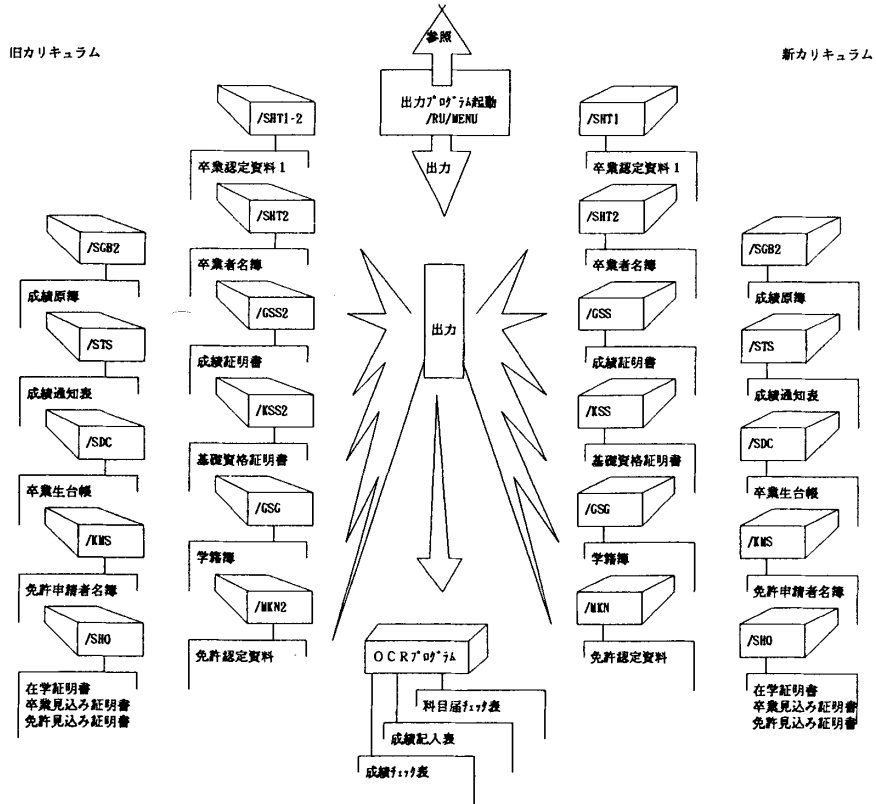 旧カリキュラム
参照
新カリキュラム
出力ﾌﾟﾛｸﾞﾗﾑ起動
/RU/MENU
出力
/SHT1-2
卒業認定資料1
/SHT2
卒業者名簿
/GSS2
成績証明書
/KSS2
基礎資格証明書
/GSG
学籍簿
/MKN2
免許認定資料
/SGB2
成績原簿
/STS
成績通知表
/SDC
卒業生台帳
/KMS
免許申請者名簿
/SHO
在学証明書
卒業見込み証明書
免許見込み証明書
出力
OCRﾌﾟﾛｸﾞﾗﾑ
科目届ﾁｪｯｸ表
成績記入表
成績ﾁｪｯｸ表
/SHT1
卒業認定資料1
/SHT2
卒業者名簿
/GSS
成績証明書
/KSS
基礎資格証明書
/GSG
学籍簿
/MKN
免許認定資料
/SGB2
成績原簿
/STS
成績通知表
/SDC
卒業生台帳
/KMS
免許申請者名簿
/SHO
在学証明書
卒業見込み証明書
免許見込み証明書